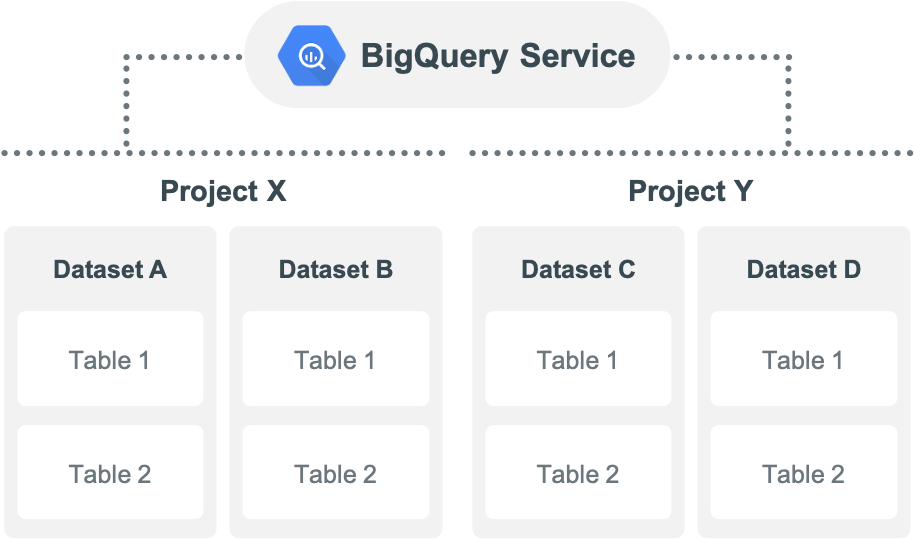 BigQuery Service
Project X
Project Y
Dataset A
Dataset B
Dataset C
Dataset D
Table 1
Table 1
Table 1
Table 1
Table 2
Table 2
Table 2
Table 2